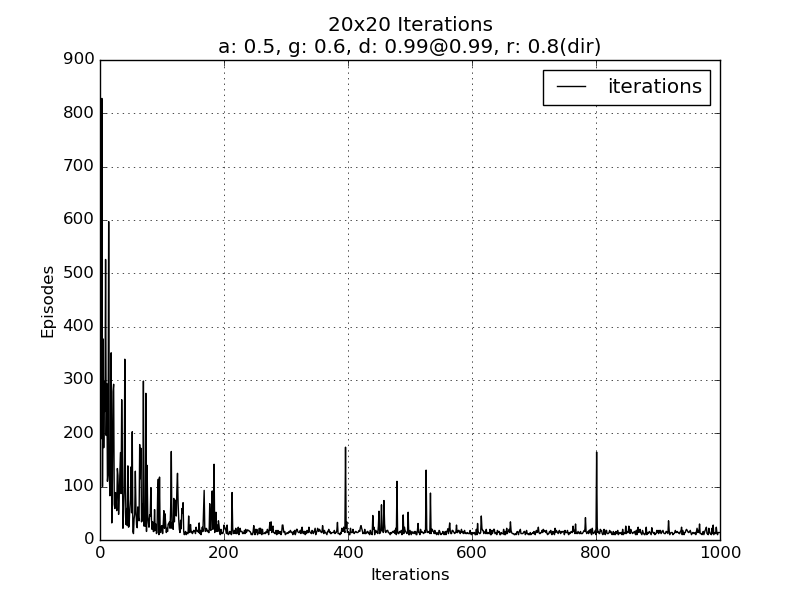 20x20 Iterations
a: 0.5, g: 0.6, d: 0.99@0.99, r: 0.8(dir)
iterations
900
800
700
600
500
400
300
200
100
0
Episodes
0 200 400 600 800 1000
Iterations